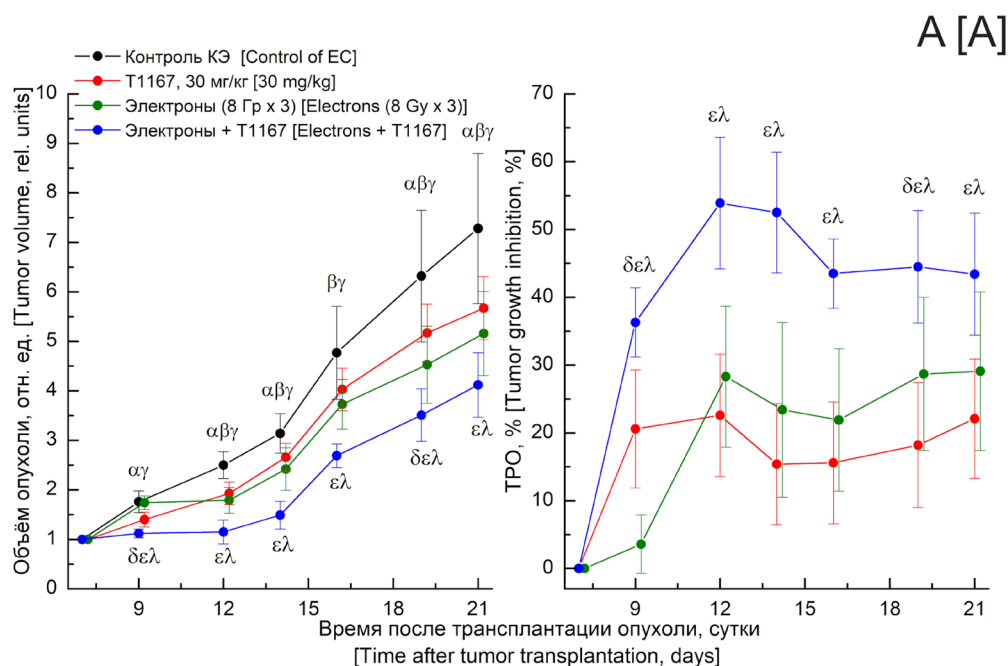 A [A]
Контроль КЭ [Control of EC]
Т1167, 30 мг/кг [30 mg/kg]
Электроны (8 Гр x 3) [Electrons (8 Gy x 3)]
Электроны + Т1167 [Electrons + T1167]
Объём опухоли, отн. ед. [Tumor volume, rel. units]
10
9
8
7
6
5
4
3
2
1
0
αγ
αβγ
αβγ
βγ
αβγ
αβγ
δελ
ελ
ελ
ελ
δελ
ελ
9 12 15 18 21
ТРО, % [Tumor growth inhibition, %]
70
60
50
40
30
20
10
0
δελ
ελ
ελ
ελ
δελ
ελ
9 12 15 18 21
Время после трансплантации опухоли, сутки
[Time after tumor transplantation, days]